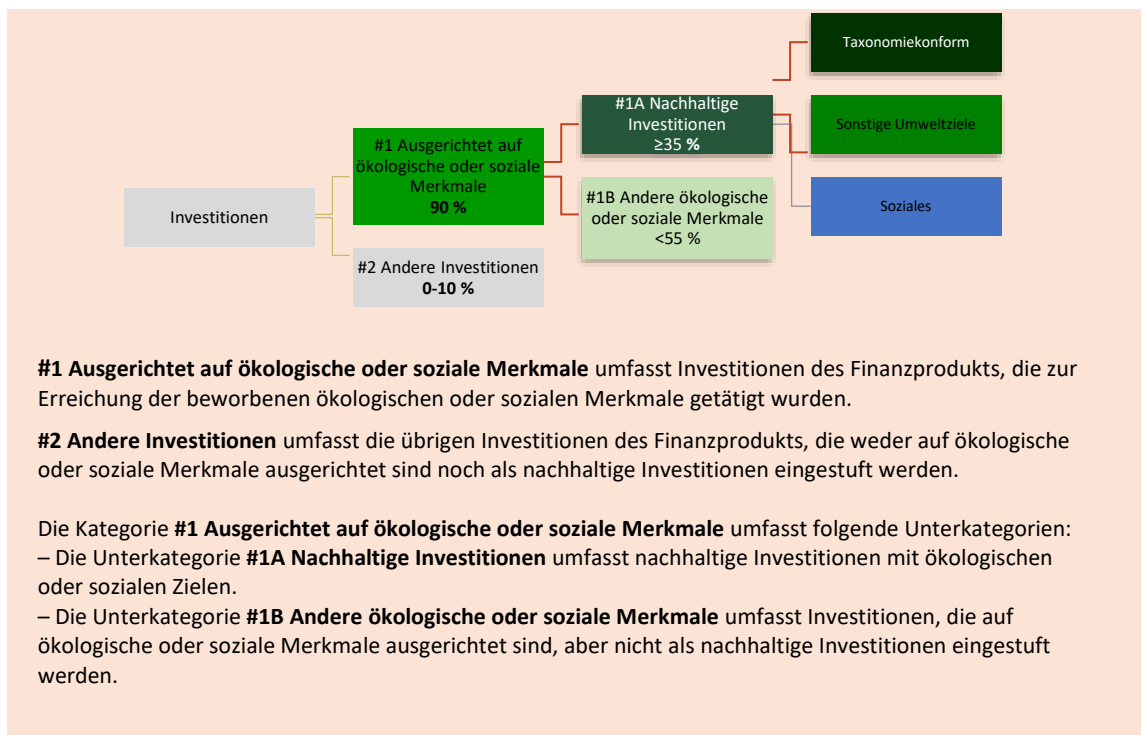 Taxonomiekonform
#1A Nachhaltige
Investitionen
≥35 %
Sonstige Umweltziele
#1 Ausgerichtet auf
ökologische oder soziale
Merkmale
90 %
#1B Andere ökologische
oder soziale Merkmale
<55 %
Soziales
Investitionen
#2 Andere Investitionen
0-10 %
#1 Ausgerichtet auf ökologische oder soziale Merkmale umfasst Investitionen des Finanzprodukts, die zur
Erreichung der beworbenen ökologischen oder sozialen Merkmale getätigt wurden.
#2 Andere Investitionen umfasst die übrigen Investitionen des Finanzprodukts, die weder auf ökologische
oder soziale Merkmale ausgerichtet sind noch als nachhaltige Investitionen eingestuft werden.
Die Kategorie #1 Ausgerichtet auf ökologische oder soziale Merkmale umfasst folgende Unterkategorien:
– Die Unterkategorie #1A Nachhaltige Investitionen umfasst nachhaltige Investitionen mit ökologischen
oder sozialen Zielen.
– Die Unterkategorie #1B Andere ökologische oder soziale Merkmale umfasst Investitionen, die auf
ökologische oder soziale Merkmale ausgerichtet sind, aber nicht als nachhaltige Investitionen eingestuft
werden.